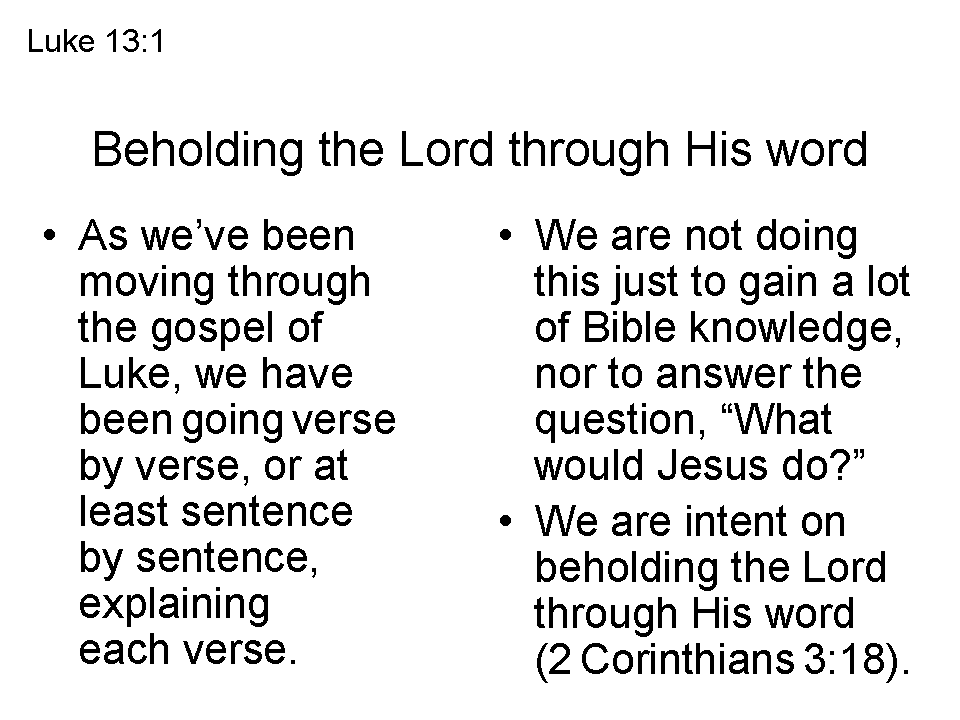 Luke 13:1
Beholding the Lord through His word
• As we’ve been
moving through
the gospel of
Luke, we have
been going verse
by verse, or at
least sentence
by sentence,
explaining
each verse.
• We are not doing
this just to gain a lot
of Bible knowledge,
nor to answer the
question, “What
would Jesus do?”
• We are intent on
beholding the Lord
through His word
(2 Corinthians 3:18).